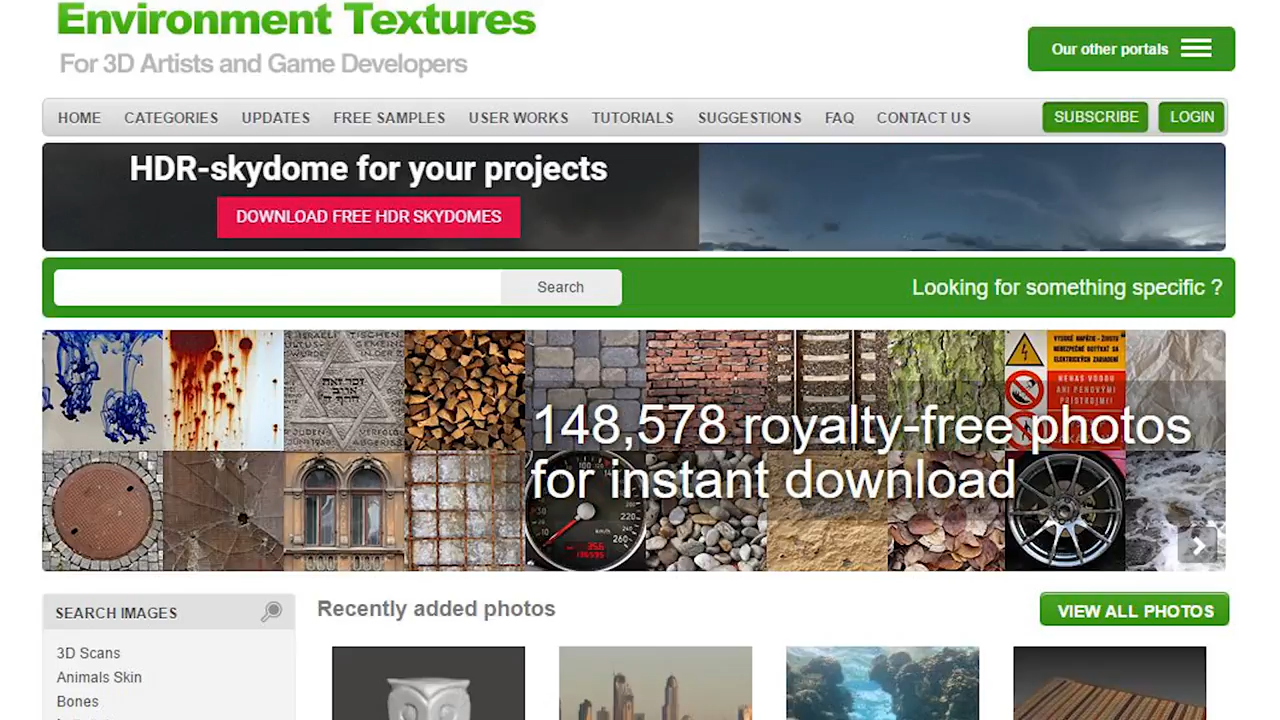 Environment Textures
For 3D Artists and Game Developers
Our other portals
HOME CATEGORIES UPDATES FREE SAMPLES USER WORKS TUTORIALS SUGGESTIONS FAQ CONTACT US SUBSCRIBE LOGIN
HDR-skydome for your projects
DOWNLOAD FREE HDR SKYDOMES
Search
Looking for something specific ?
148,578 royalty-free photos
for instant download
SEARCH IMAGES
Recently added photos
VIEW ALL PHOTOS
3D Scans
Animals Skin
Bones